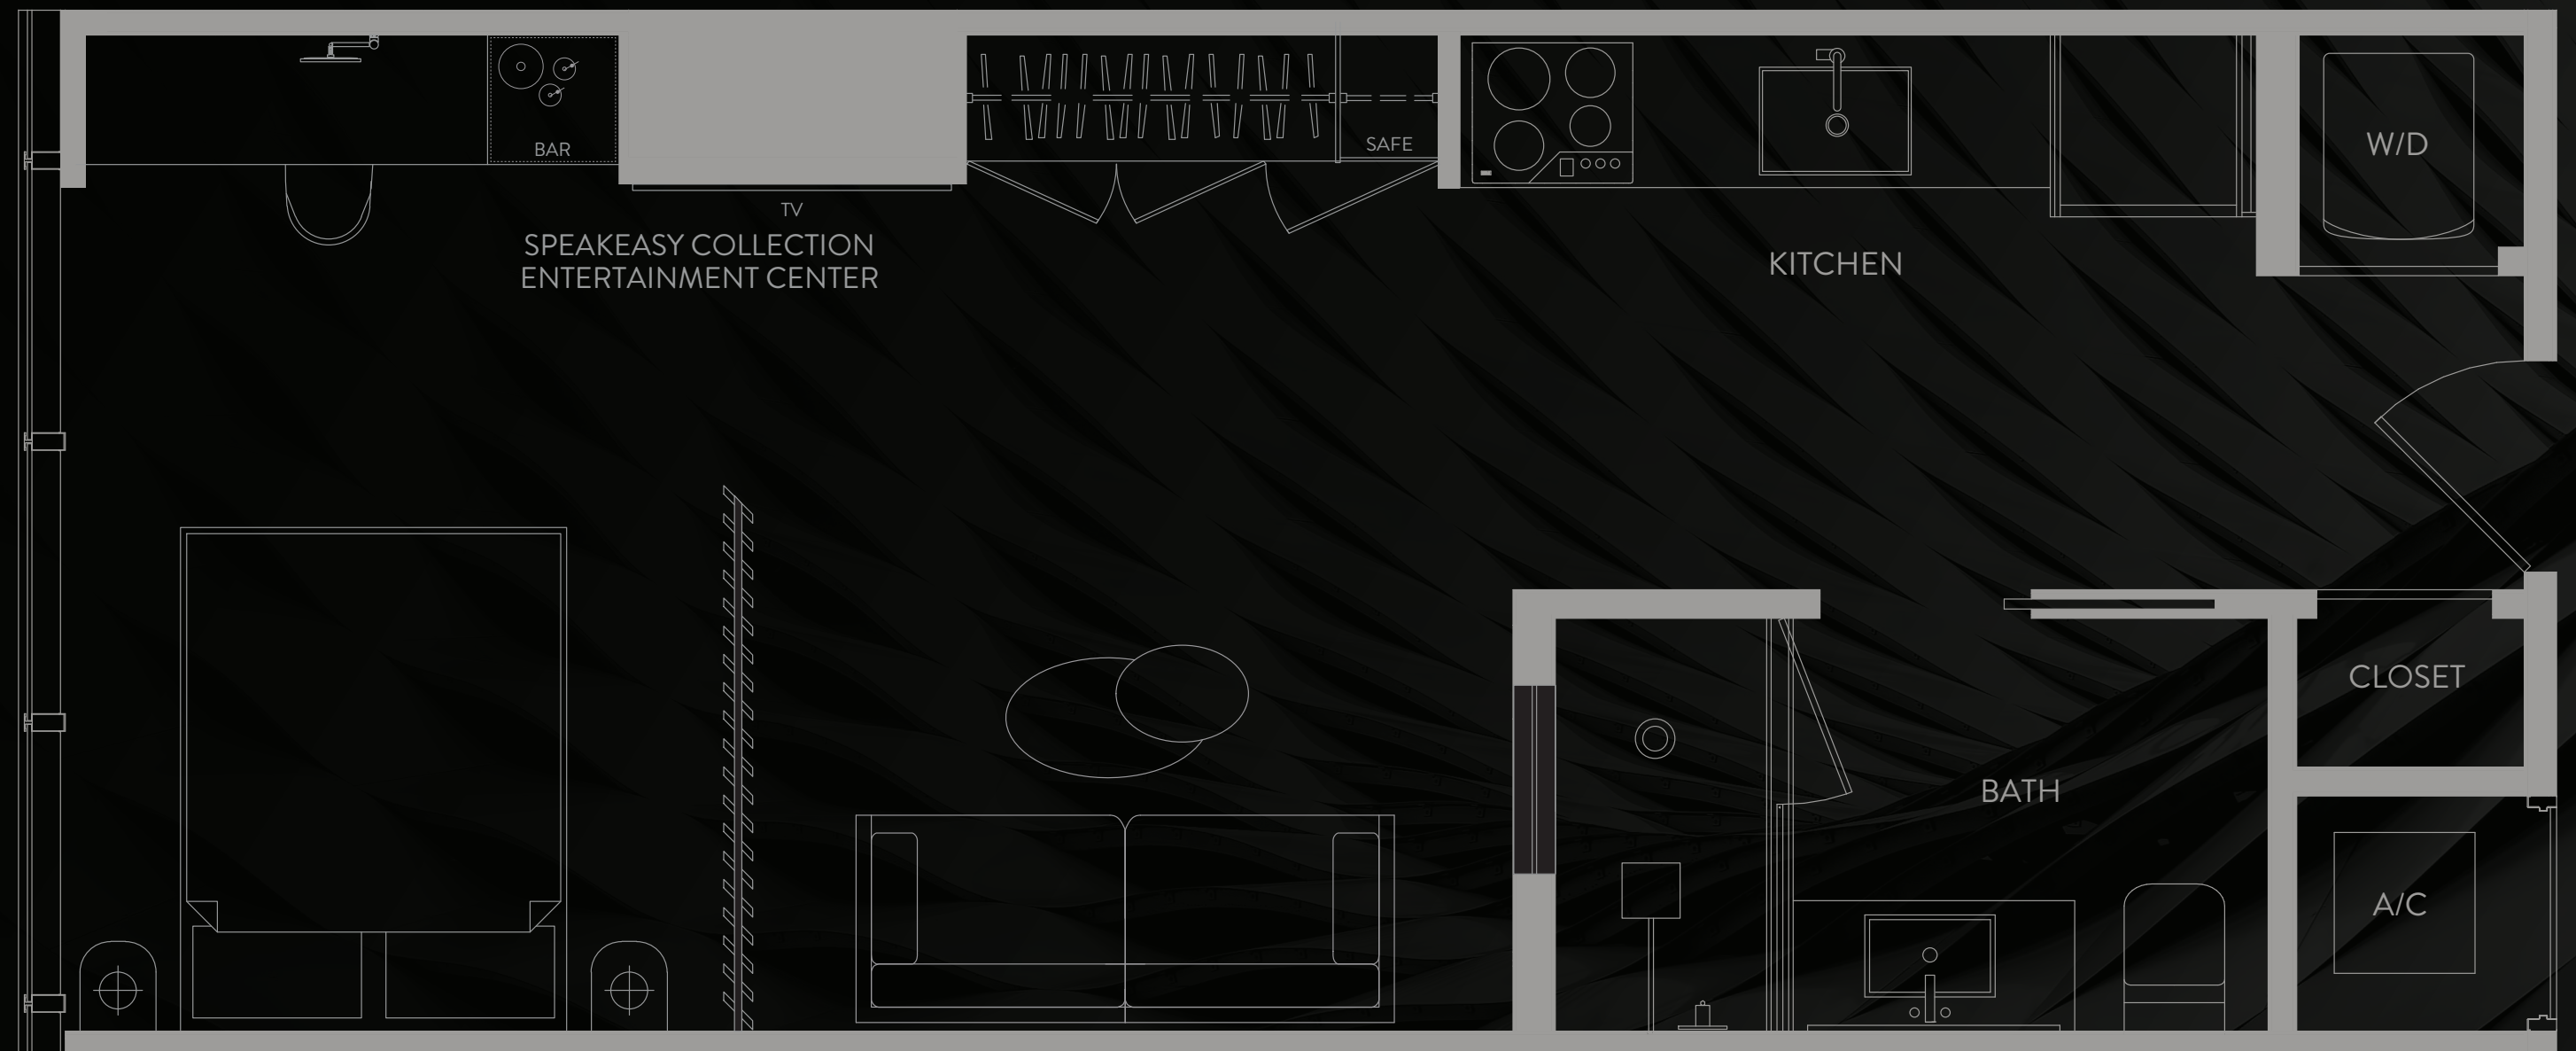 BAR
SAFE
W/D
TV
SPEAKEASY COLLECTION
ENTERTAINMENT CENTER
KITCHEN
CLOSET
BATH
A/C